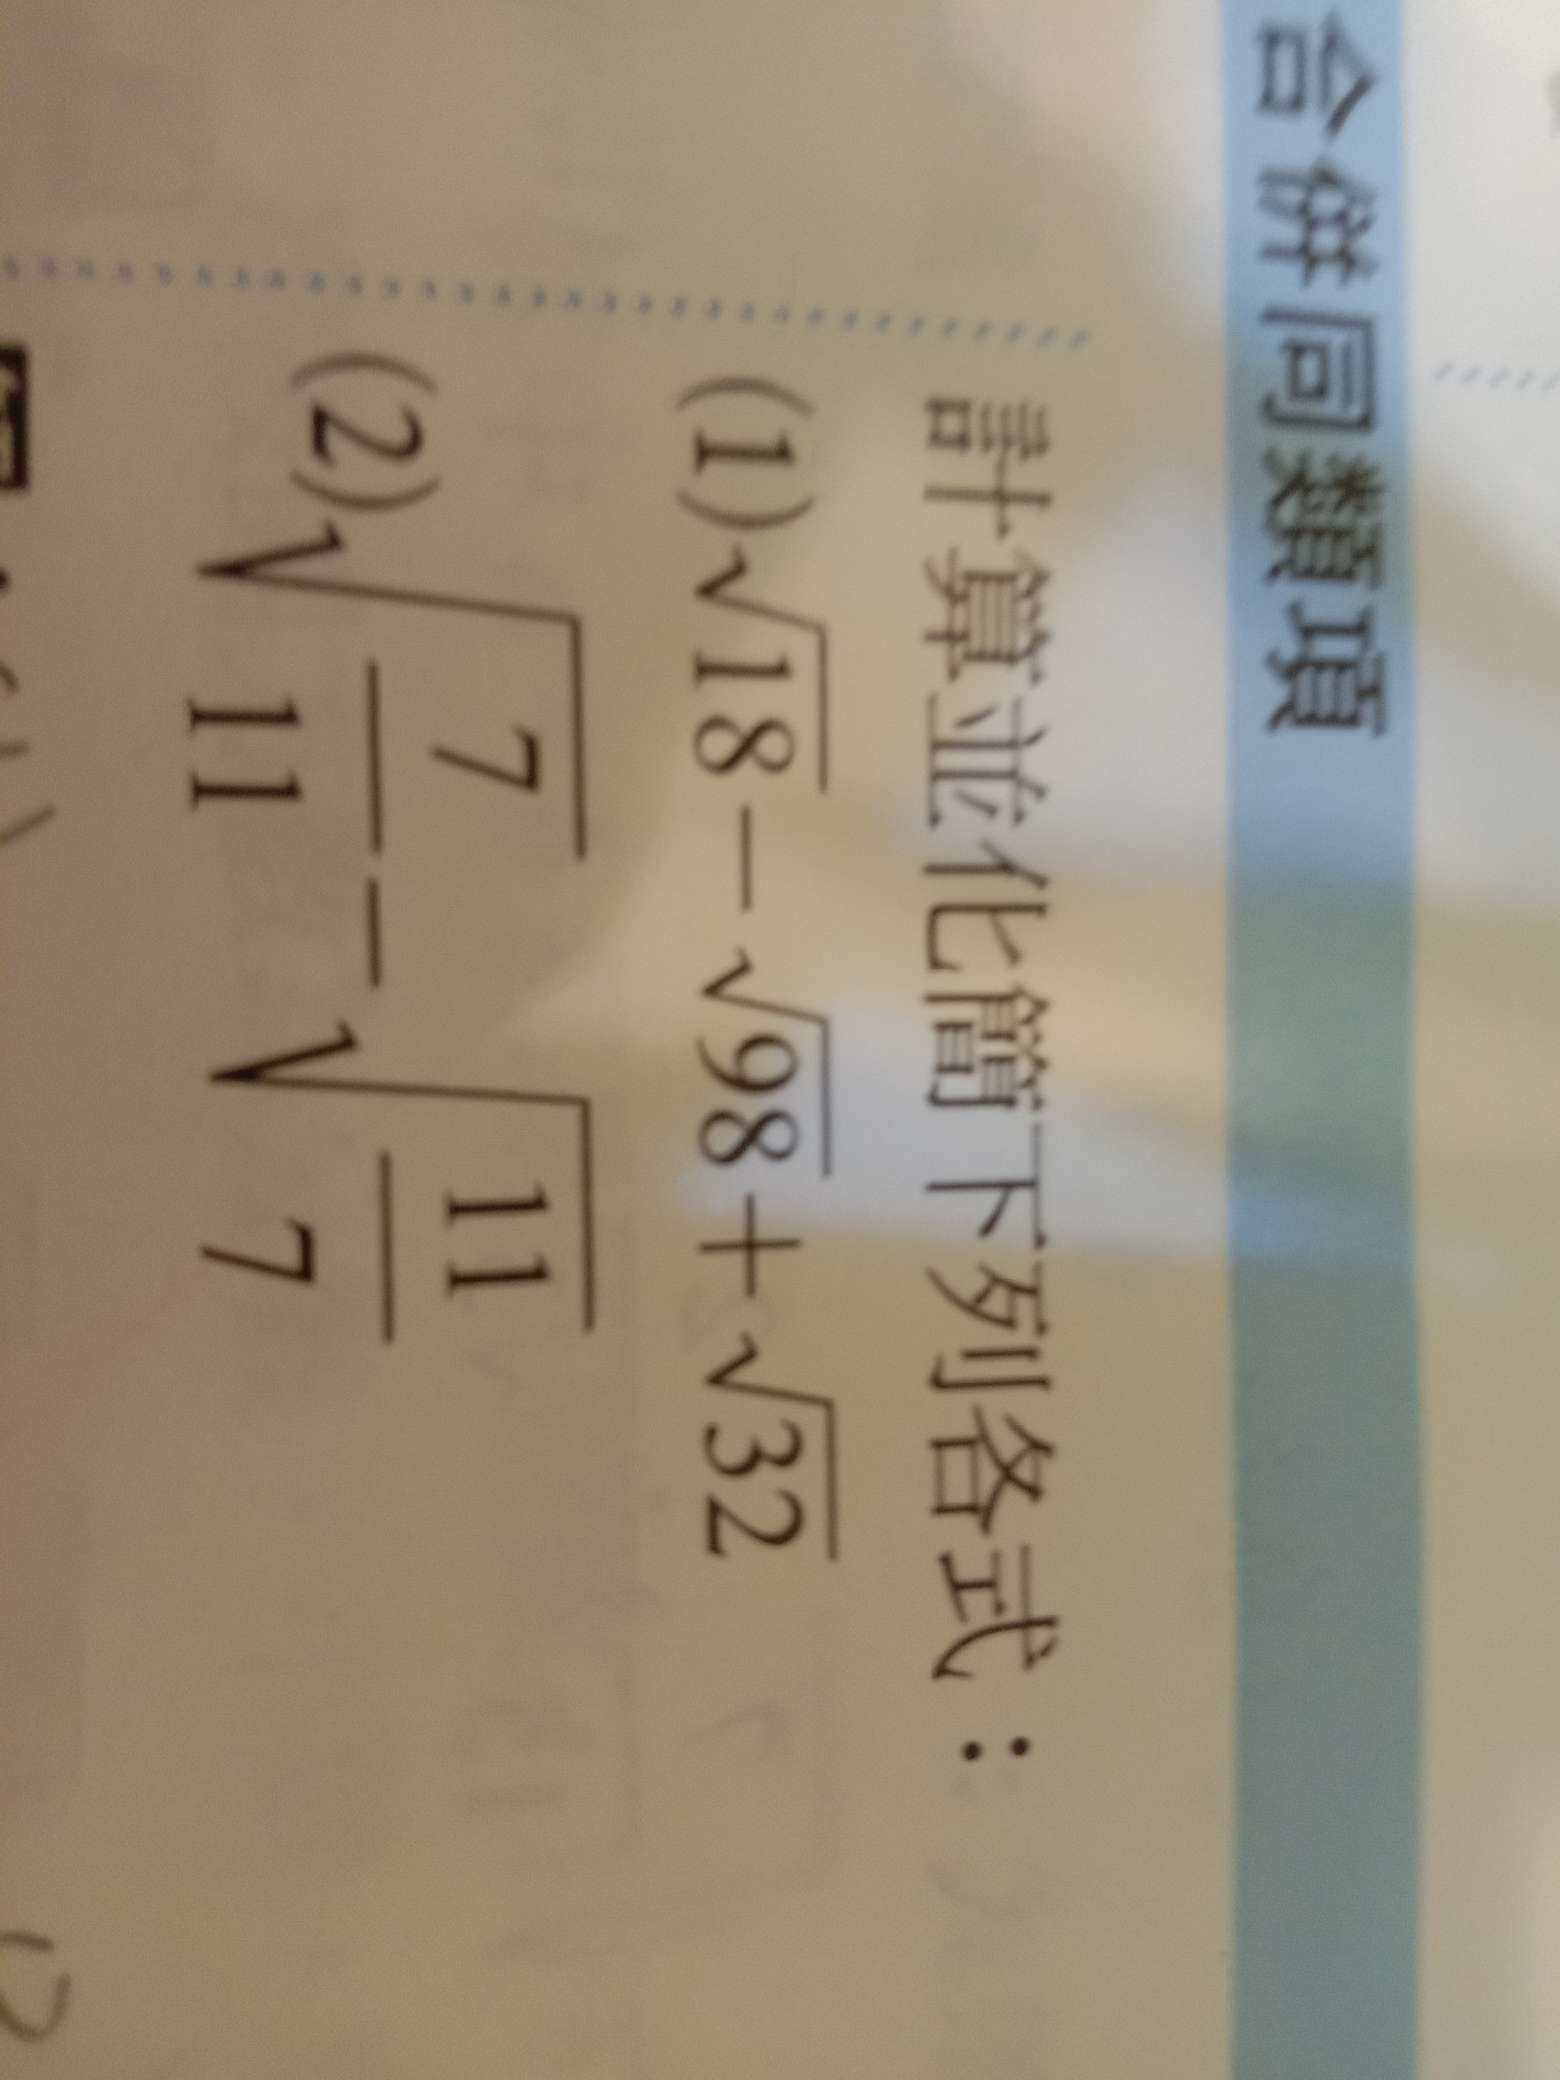 合併同類項
計算並化簡下列各式：
(1)√18－√98＋√32
(2)√(7/11)－√(11/7)